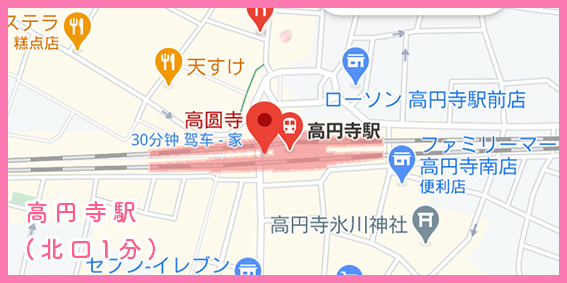 ステラ
糕点店
天すけ
ローソン 高円寺駅前店
高圆寺
30分钟 驾车 - 家
高円寺駅
ファミリーマー
高円寺南店
便利店
高円寺氷川神社
高円寺駅
(北口1分)
セブン-イレブン